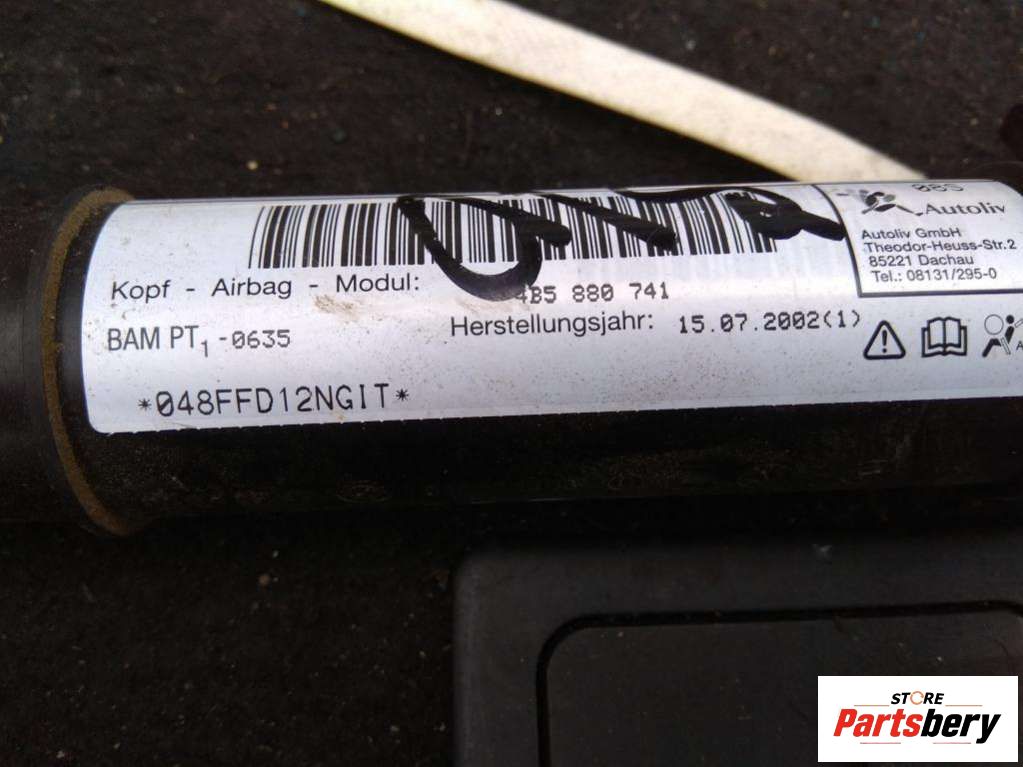 08S
Autoliv
Autoliv GmbH
Theodor-Heuss-Str.2
85221 Dachau
Tel.: 08131/295-0
Kopf - Airbag - Modul: 4B5 880 741
BAM PT1 -0635
Herstellungsjahr: 15.07.2002(1)
*048FFD12NGIT*
STORE
Partsbery